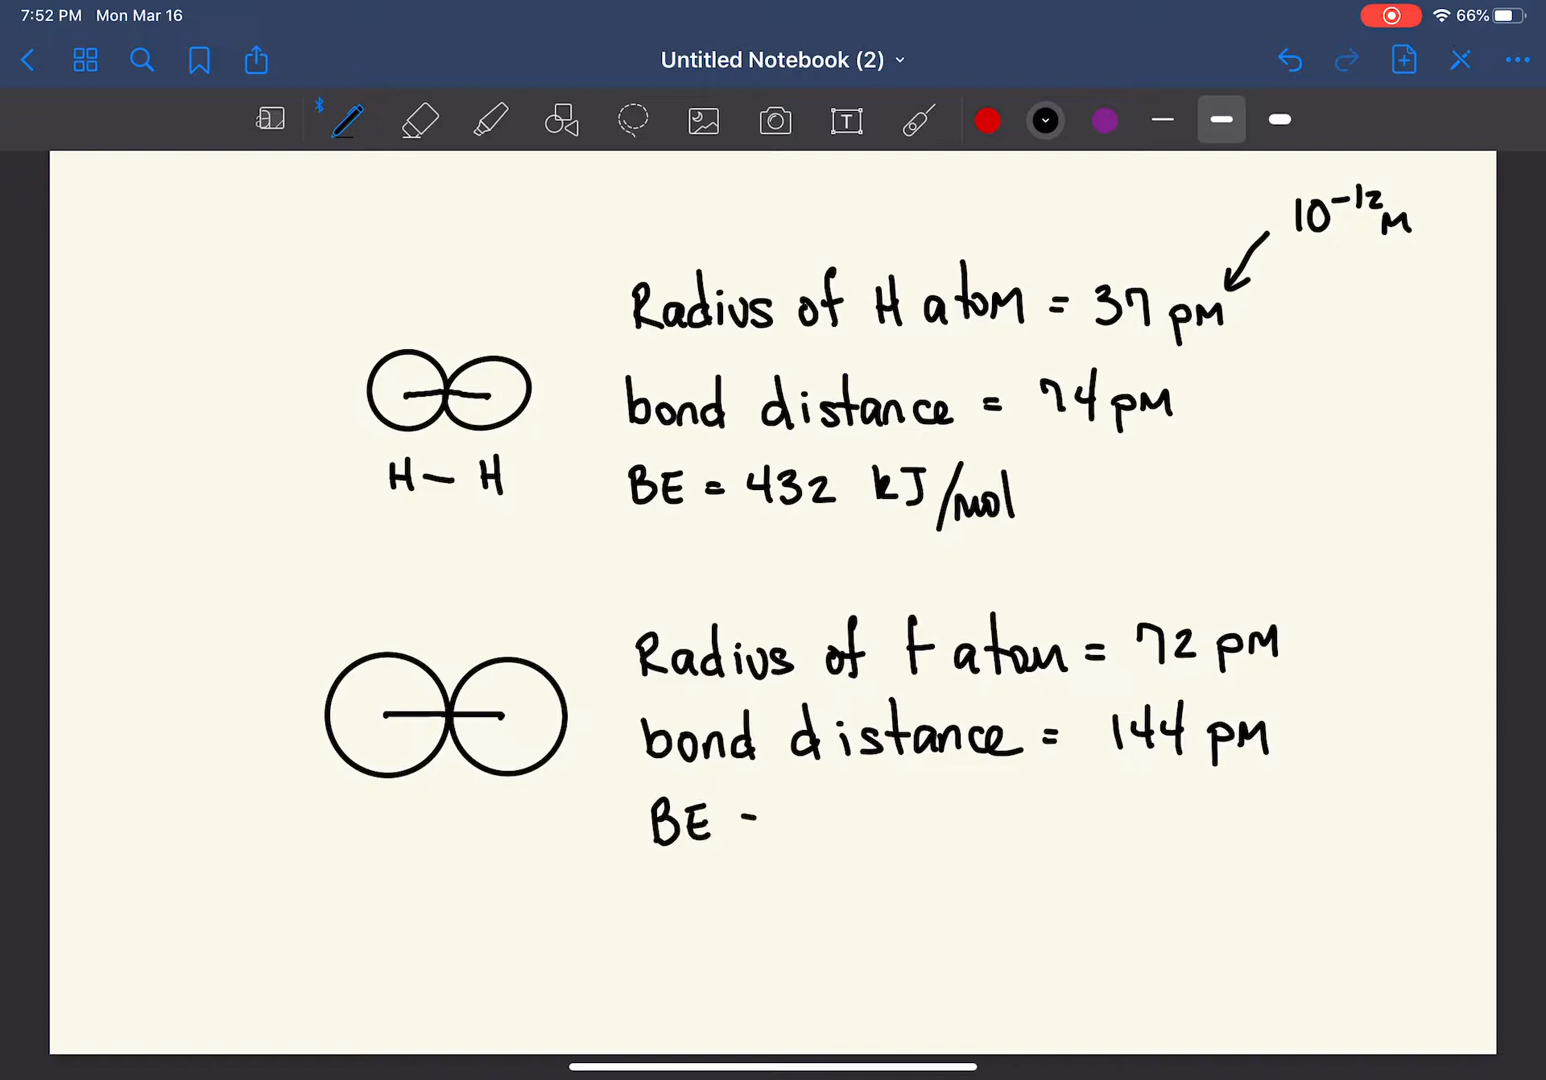 7:52 PM Mon Mar 16
66%
Untitled Notebook (2)
T
10⁻¹²M
Radius of H atom = 37 pm
bond distance = 74 pm
H - H
BE = 432 kJ/mol
Radius of F atom = 72 pm
bond distance = 144 pm
BE -